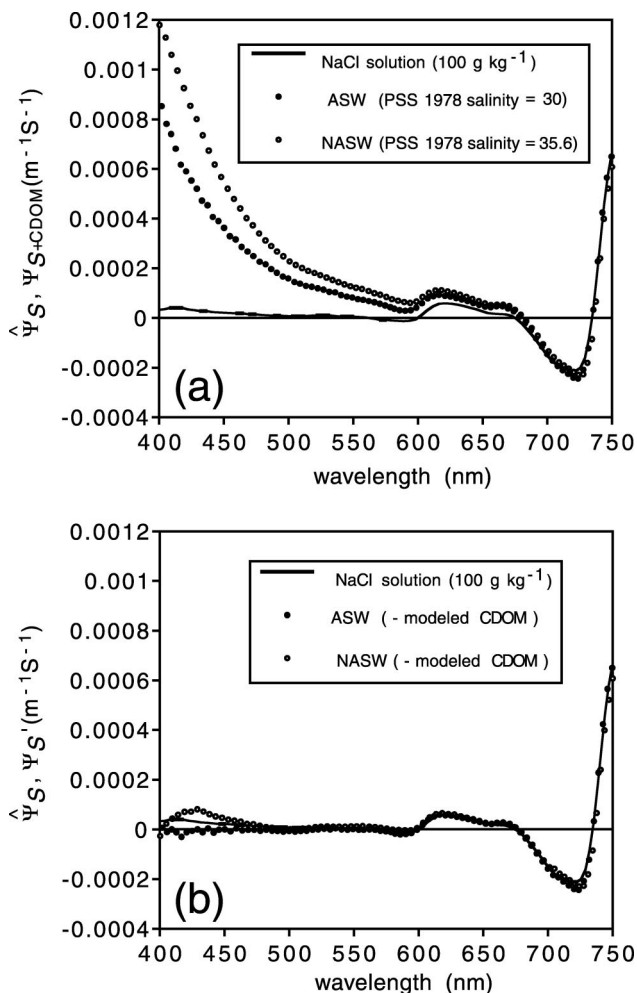 0.0012
0.001
0.0008
0.0006
0.0004
0.0002
0
-0.0002
-0.0004
Ψ̂S, ΨS+CDOM(m-1S-1)
NaCl solution (100 g kg-1)
ASW (PSS 1978 salinity = 30)
NASW (PSS 1978 salinity = 35.6)
(a)
400 450 500 550 600 650 700 750
wavelength (nm)
0.0012
0.001
0.0008
0.0006
0.0004
0.0002
0
-0.0002
-0.0004
Ψ̂S, ΨS'(m-1S-1)
NaCl solution (100 g kg-1)
ASW ( - modeled CDOM )
NASW ( - modeled CDOM )
(b)
400 450 500 550 600 650 700 750
wavelength (nm)